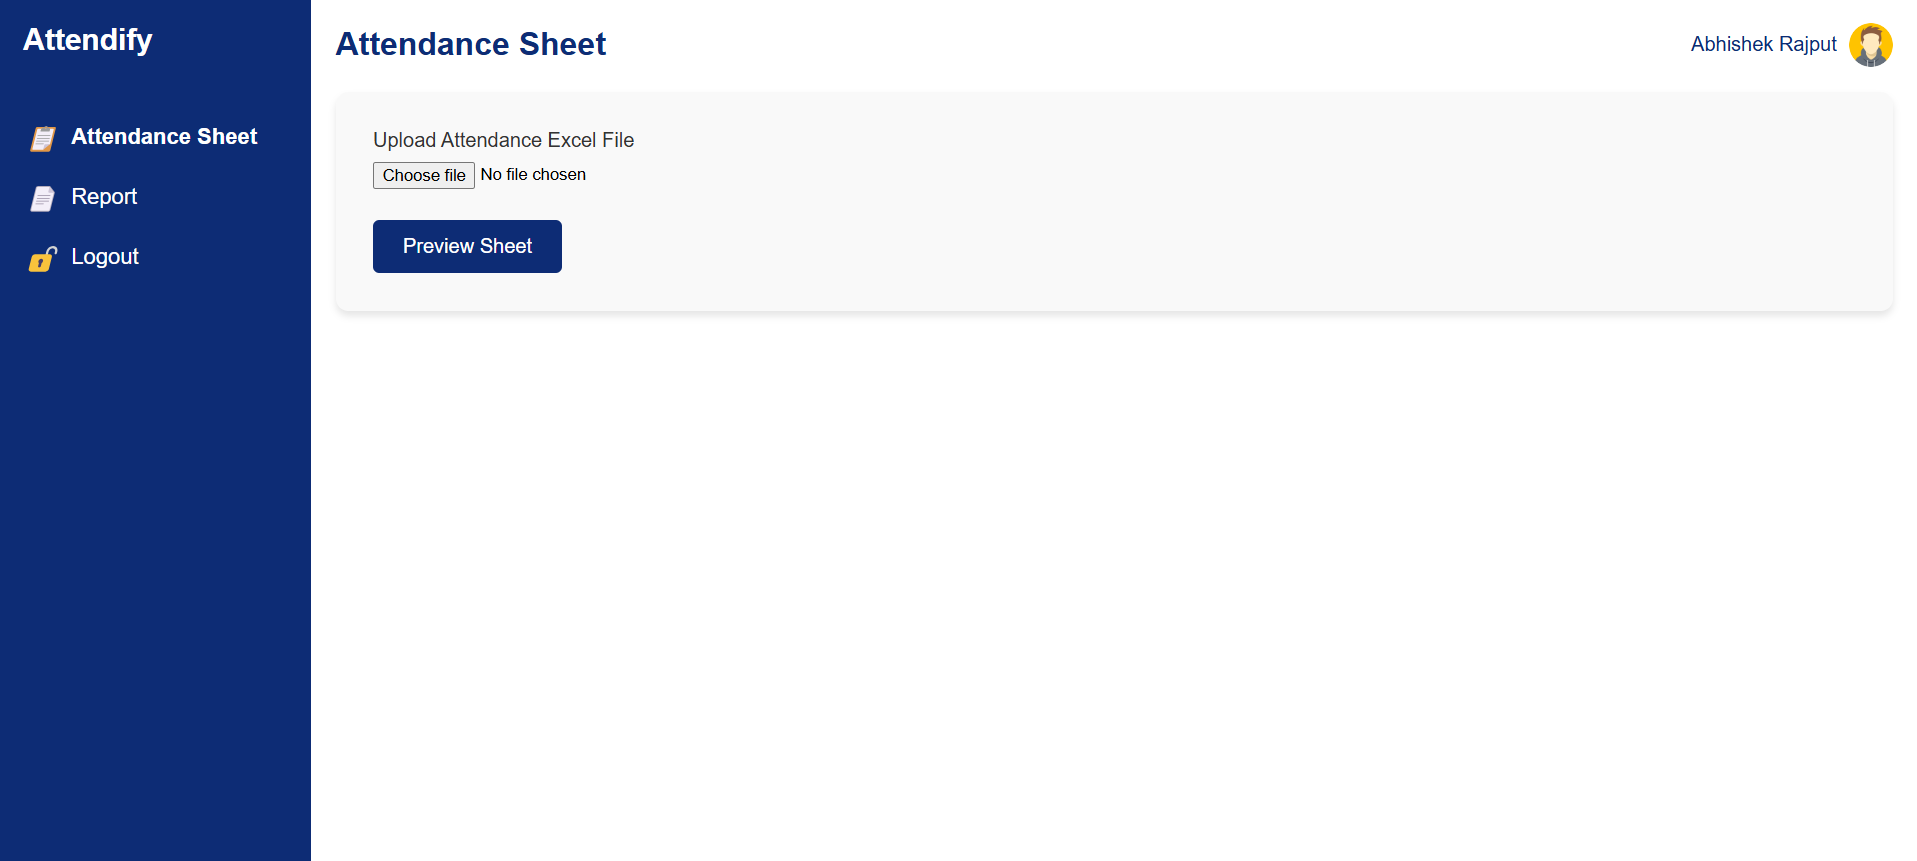 Attendify
Attendance Sheet
Report
Logout
Attendance Sheet
Abhishek Rajput
Upload Attendance Excel File
Choose file No file chosen
Preview Sheet